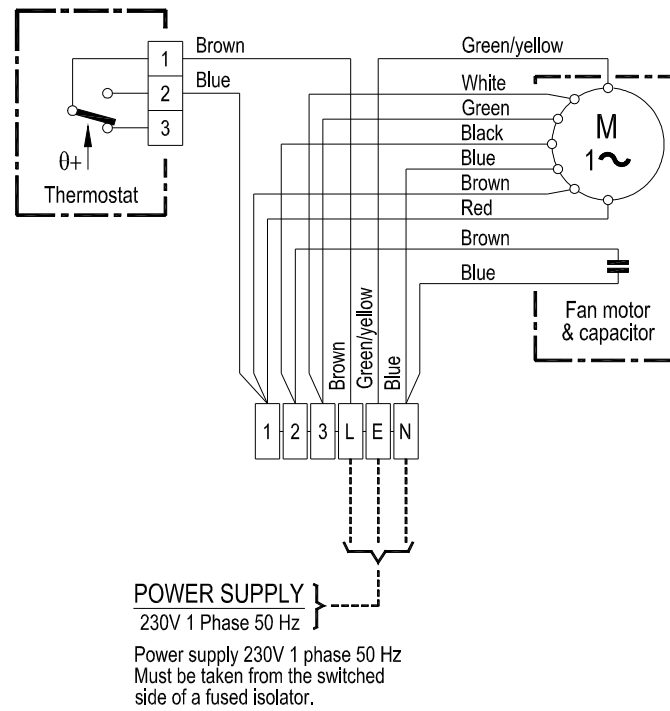 1
2
3
Brown
Blue
θ+
Thermostat
Green/yellow
White
Green
Black
Blue
Brown
Red
Brown
Blue
M
1~
Fan motor
& capacitor
Brown
Green/yellow
Blue
1 2 3 L E N
POWER SUPPLY
230V 1 Phase 50 Hz
Power supply 230V 1 phase 50 Hz
Must be taken from the switched
side of a fused isolator.